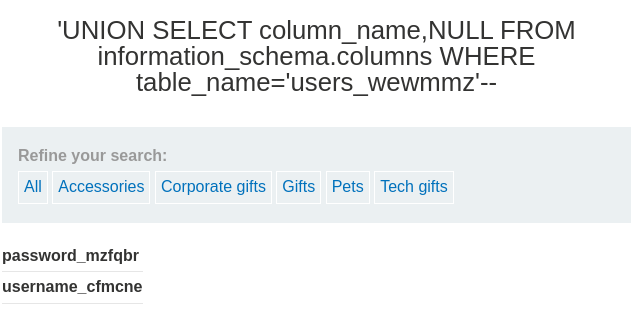 'UNION SELECT column_name,NULL FROM
information_schema.columns WHERE
table_name='users_wewmmz'--
Refine your search:
All Accessories Corporate gifts Gifts Pets Tech gifts
password_mzfqbr
username_cfmcne